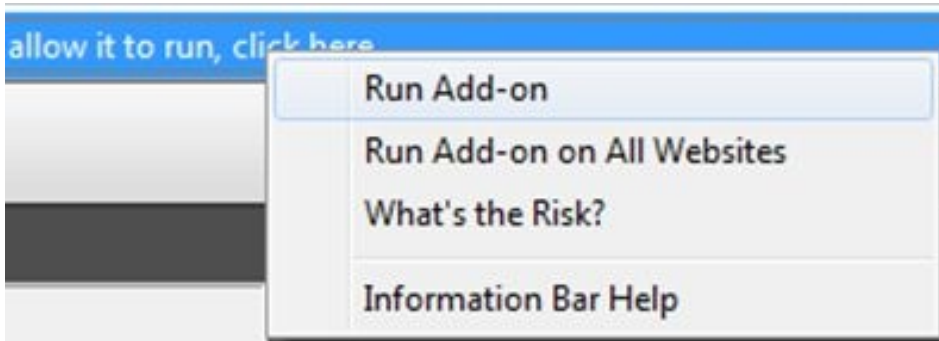 allow it to run, click here
Run Add-on
Run Add-on on All Websites
What's the Risk?
Information Bar Help